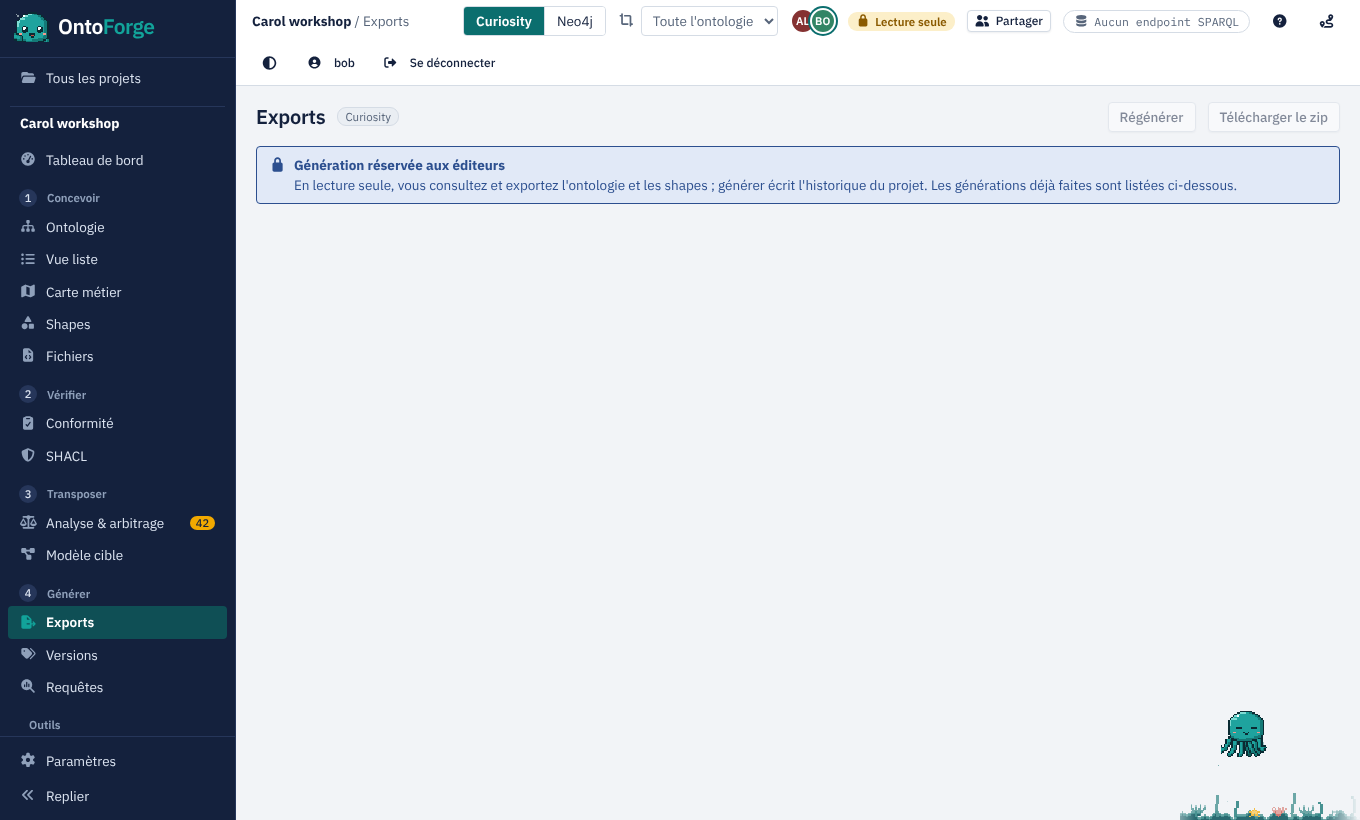 OntoForge
Carol workshop / Exports
Curiosity
Neo4j
Toute l'ontologie
AL
BO
Lecture seule
Partager
Aucun endpoint SPARQL
bob
Se déconnecter
Tous les projets
Carol workshop
Tableau de bord
1 Concevoir
Ontologie
Vue liste
Carte métier
Shapes
Fichiers
2 Vérifier
Conformité
SHACL
3 Transposer
Analyse & arbitrage 42
Modèle cible
4 Générer
Exports
Versions
Requêtes
Outils
Paramètres
Replier
Exports
Curiosity
Régénérer
Télécharger le zip
Génération réservée aux éditeurs
En lecture seule, vous consultez et exportez l'ontologie et les shapes ; générer écrit l'historique du projet. Les générations déjà faites sont listées ci-dessous.